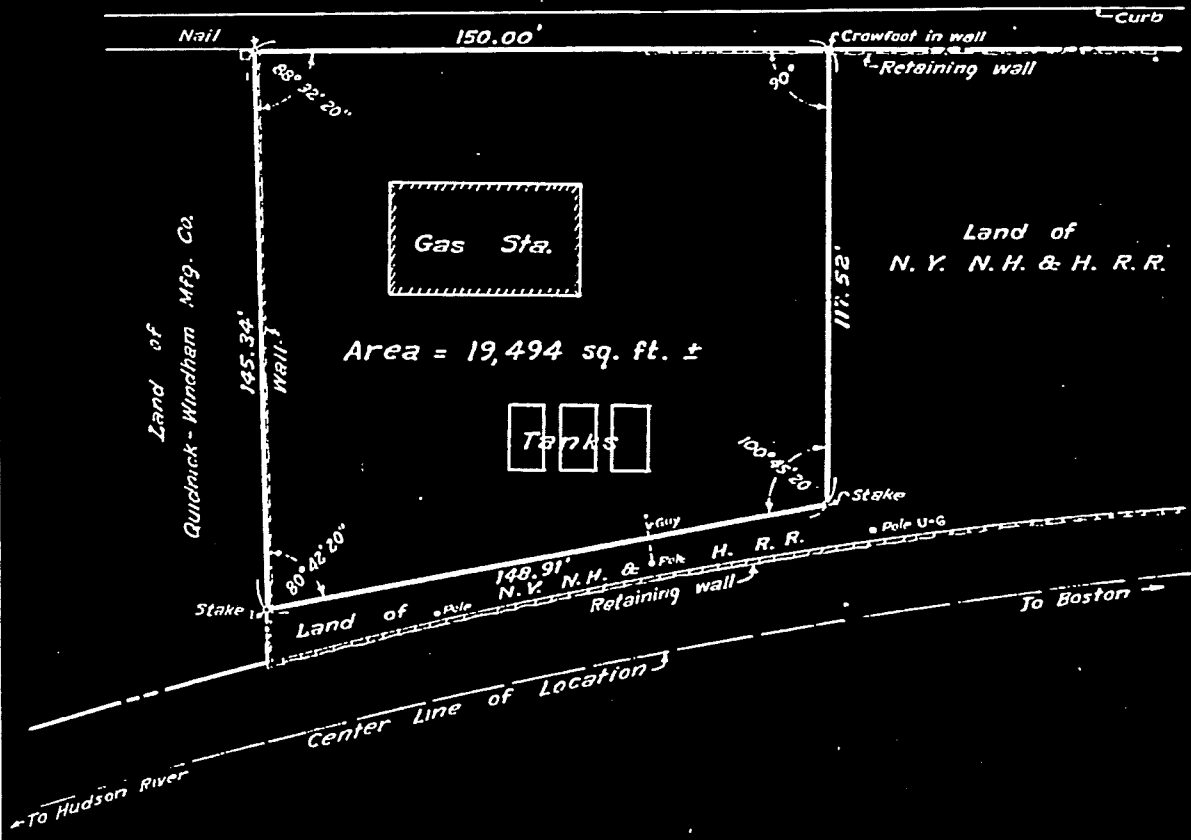 Curb
Nail
150.00'
Crowfoot in wall
Retaining wall
88° 32' 20"
90°
Gas Sta.
Land of
N. Y. N. H. & H. R. R.
Land of
Quidnick-Windham Mfg. Co.
145.34'
Wall
117.52'
Area = 19,494 sq. ft. ±
Tanks
100° 45' 20
Stake
Guy
Pole U-6
80° 42' 20"
148.91'
Stake
Land of N.Y. N.H. & H. R. R.
Pole
Pole
Retaining wall
To Boston
Center Line of Location
To Hudson River